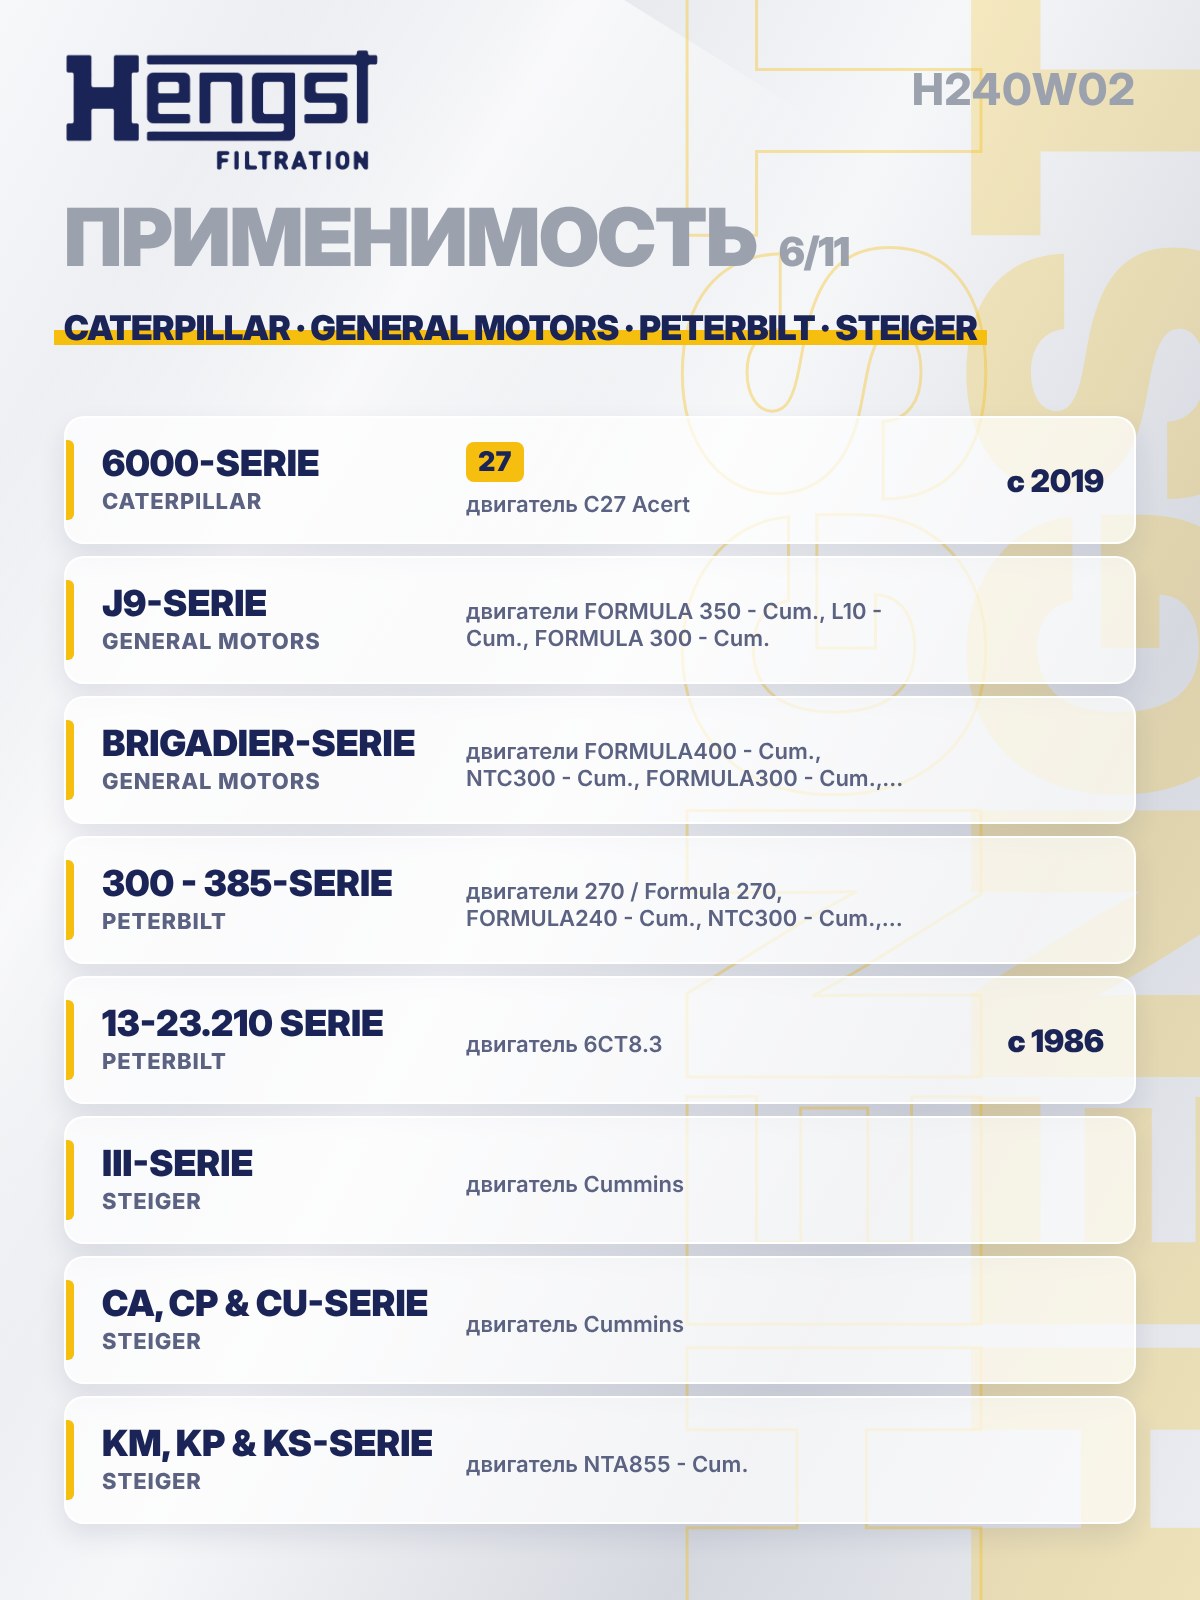 Hengst
FILTRATION
H240W02
ПРИМЕНИМОСТЬ 6/11
CATERPILLAR · GENERAL MOTORS · PETERBILT · STEIGER
6000-SERIE
CATERPILLAR
27
двигатель C27 Acert
с 2019
J9-SERIE
GENERAL MOTORS
двигатели FORMULA 350 - Cum., L10 -
Cum., FORMULA 300 - Cum.
BRIGADIER-SERIE
GENERAL MOTORS
двигатели FORMULA400 - Cum.,
NTC300 - Cum., FORMULA300 - Cum.,...
300 - 385-SERIE
PETERBILT
двигатели 270 / Formula 270,
FORMULA240 - Cum., NTC300 - Cum.,...
13-23.210 SERIE
PETERBILT
двигатель 6CT8.3
с 1986
III-SERIE
STEIGER
двигатель Cummins
CA, CP & CU-SERIE
STEIGER
двигатель Cummins
KM, KP & KS-SERIE
STEIGER
двигатель NTA855 - Cum.
HENGST
HENGST